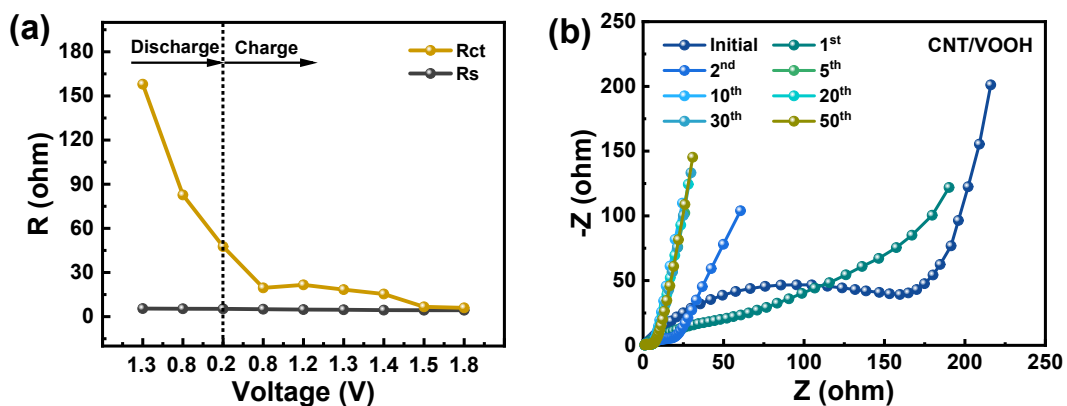 (a)
180
150
120
90
60
30
0
R (ohm)
Discharge
Charge
Rct
Rs
1.3 0.8 0.2 0.8 1.2 1.3 1.4 1.5 1.8
Voltage (V)
(b)
250
200
150
100
50
0
-Z (ohm)
Initial 1st
2nd 5th
10th 20th
30th 50th
CNT/VOOH
0 50 100 150 200 250
Z (ohm)